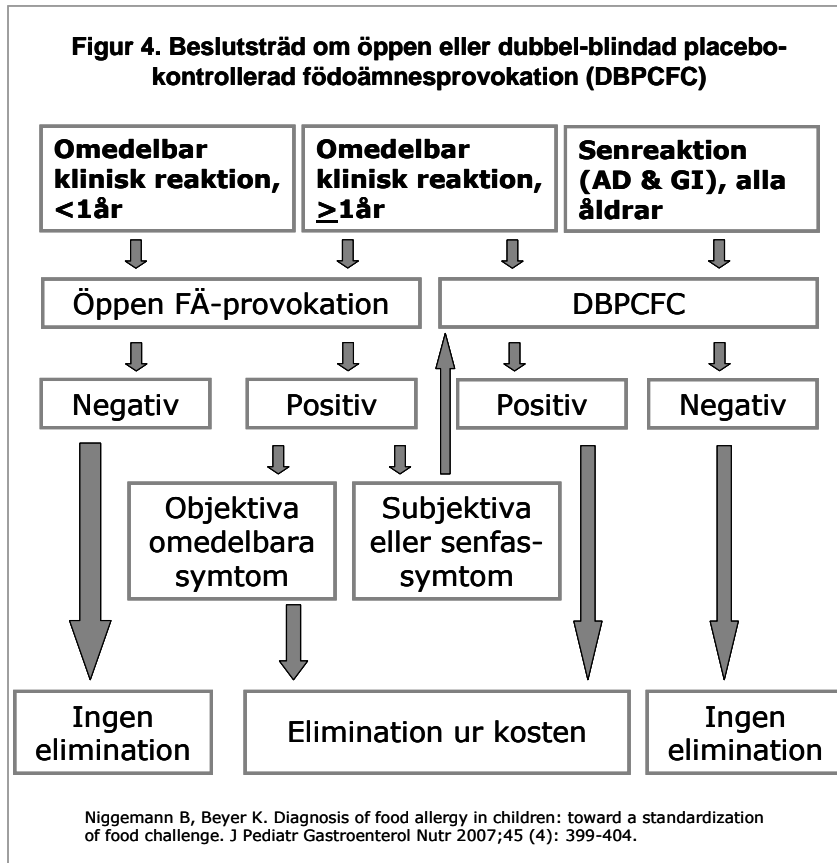 Figur 4. Beslutsträd om öppen eller dubbel-blindad placebo-
kontrollerad födoämnesprovokation (DBPCFC)
Omedelbar
klinisk reaktion,
<1år
Omedelbar
klinisk reaktion,
≥1år
Senreaktion
(AD & GI), alla
åldrar
Öppen FÄ-provokation
DBPCFC
Negativ
Positiv
Positiv
Negativ
Objektiva
omedelbara
symtom
Subjektiva
eller senfas-
symtom
Ingen
elimination
Elimination ur kosten
Ingen
elimination
Niggemann B, Beyer K. Diagnosis of food allergy in children: toward a standardization
of food challenge. J Pediatr Gastroenterol Nutr 2007;45 (4): 399-404.